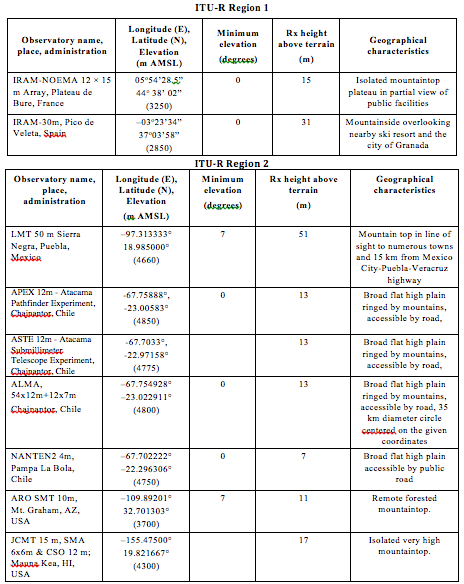 ITU-R Region 1
Observatory name, place, administration
Longitude (E), Latitude (N), Elevation (m AMSL)
Minimum elevation (degrees)
Rx height above terrain (m)
Geographical characteristics
IRAM-NOEMA 12 × 15
m Array, Plateau de
Bure, France
05°54'28.5"
44° 38' 02"
(3250)
0
15
Isolated mountaintop
plateau in partial view of
public facilities
IRAM-30m, Pico de
Veleta, Spain
−03°23'34"
37°03'58"
(2850)
0
31
Mountainside overlooking
nearby ski resort and the
city of Granada
ITU-R Region 2
Observatory name,
place,
administration
Longitude (E),
Latitude (N),
Elevation
(m AMSL)
Minimum
elevation
(degrees)
Rx height above
terrain
(m)
Geographical
characteristics
LMT 50 m Sierra
Negra, Puebla,
Mexico
−97.313333°
18.985000°
(4660)
7
51
Mountain top in line of
sight to numerous towns
and 15 km from Mexico
City-Puebla-Veracruz
highway
APEX 12m - Atacama
Pathfinder Experiment,
Chajnantor, Chile
-67.75888°,
-23.00583°
(4850)
0
13
Broad flat high plain
ringed by mountains,
accessible by road,
ASTE 12m - Atacama
Submillimeter
Telescope Experiment,
Chajnantor, Chile
-67.7033°,
-22.97158°
(4775)
13
Broad flat high plain
ringed by mountains,
accessible by road,
ALMA,
54x12m+12x7m
Chajnantor, Chile
−67.754928°
−23.022911°
(4800)
0
13
Broad flat high plain
ringed by mountains,
accessible by road, 35
km diameter circle
centered on the given
coordinates
NANTEN2 4m,
Pampa La Bola,
Chile
−67.702222°
−22.296306°
(4750)
0
7
Broad flat high plain
accessible by public
road
ARO SMT 10m,
Mt. Graham, AZ,
USA
−109.89201°
32.701303°
(3700)
7
11
Remote forested
mountaintop.
JCMT 15 m, SMA
6x6m & CSO 12 m;
Mauna Kea, HI,
USA
−155.47500°
19.821667°
(4300)
17
Isolated very high
mountaintop.